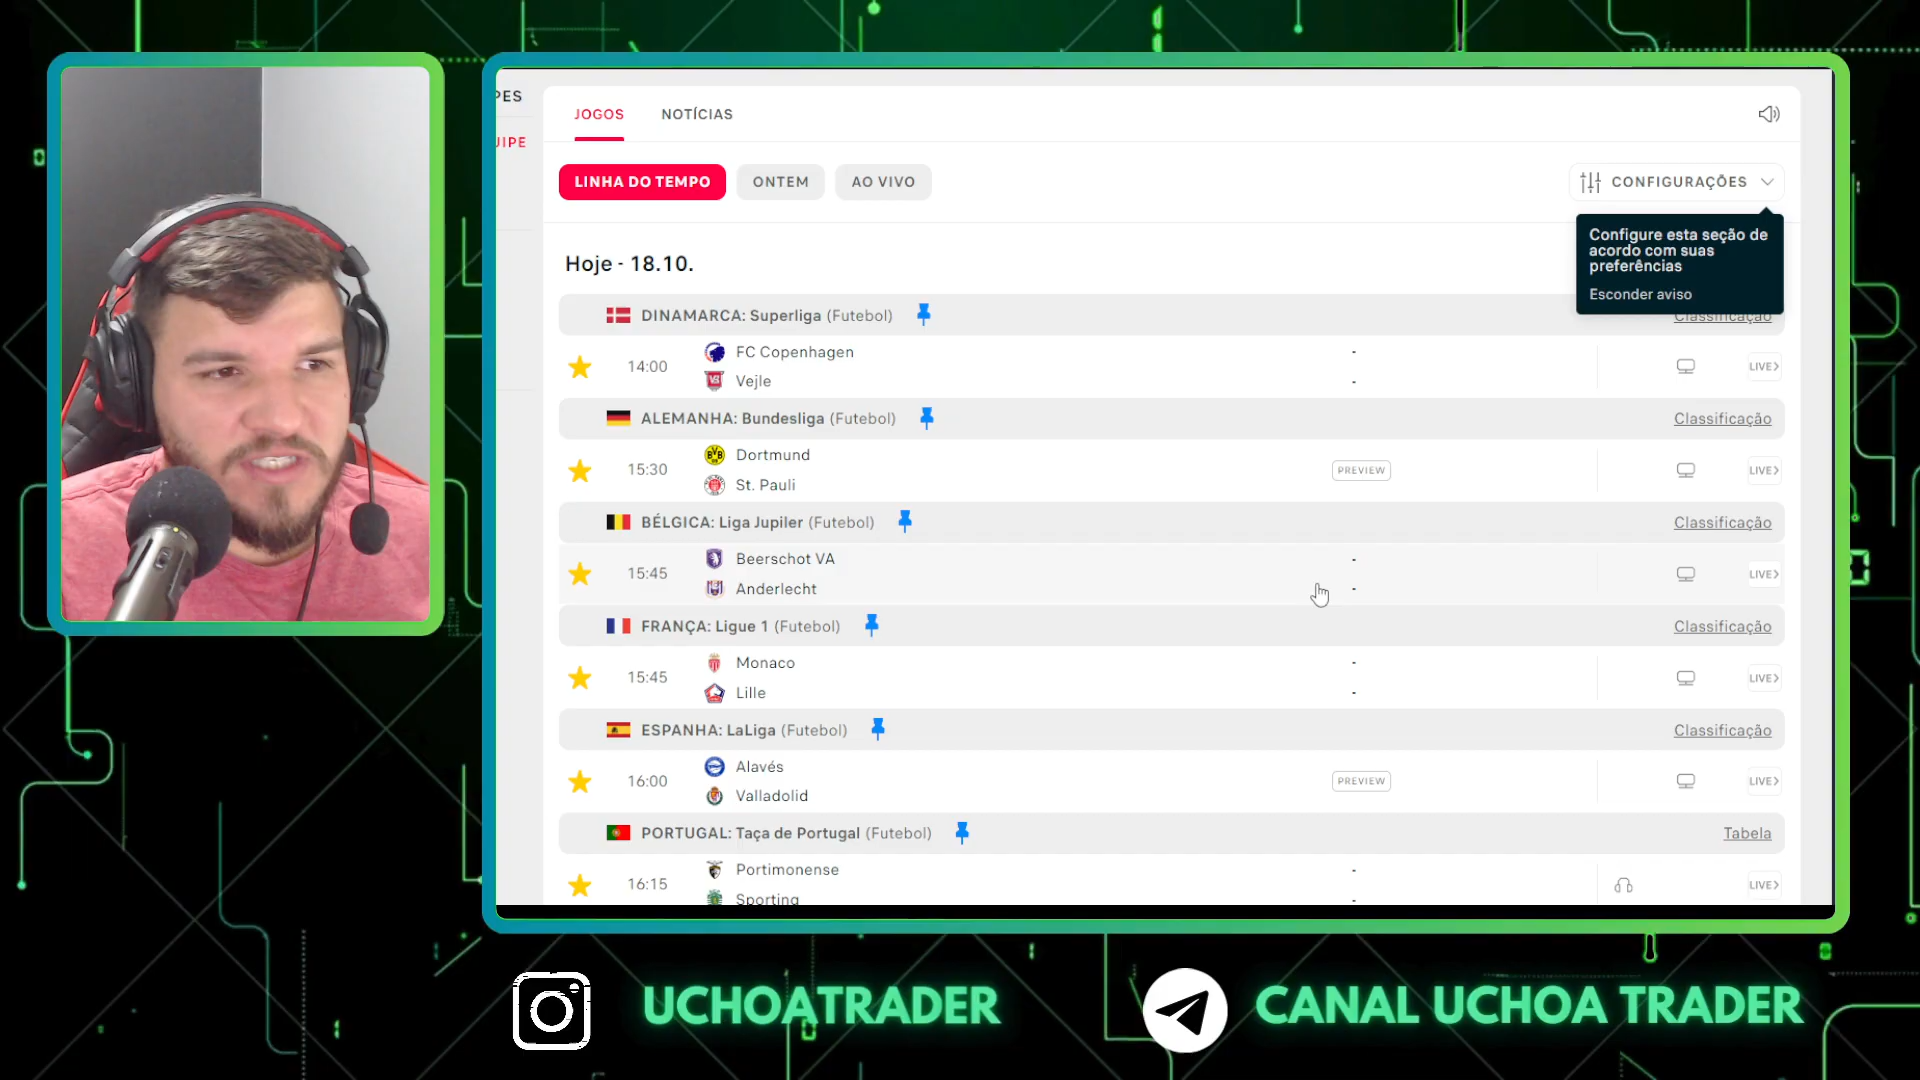 PES
UIPE
JOGOS
NOTÍCIAS
LINHA DO TEMPO
ONTEM
AO VIVO
CONFIGURAÇÕES
Configure esta seção de
acordo com suas
preferências
Esconder aviso
Hoje - 18.10.
DINAMARCA: Superliga (Futebol)
Classificação
14:00
FC Copenhagen
-
Vejle
-
LIVE
ALEMANHA: Bundesliga (Futebol)
Classificação
15:30
Dortmund
St. Pauli
PREVIEW
LIVE
BÉLGICA: Liga Jupiler (Futebol)
Classificação
15:45
Beerschot VA
-
Anderlecht
-
LIVE
FRANÇA: Ligue 1 (Futebol)
Classificação
15:45
Monaco
-
Lille
-
LIVE
ESPANHA: LaLiga (Futebol)
Classificação
16:00
Alavés
Valladolid
PREVIEW
LIVE
PORTUGAL: Taça de Portugal (Futebol)
Tabela
16:15
Portimonense
-
Sporting
-
LIVE
UCHOATRADER
CANAL UCHOA TRADER